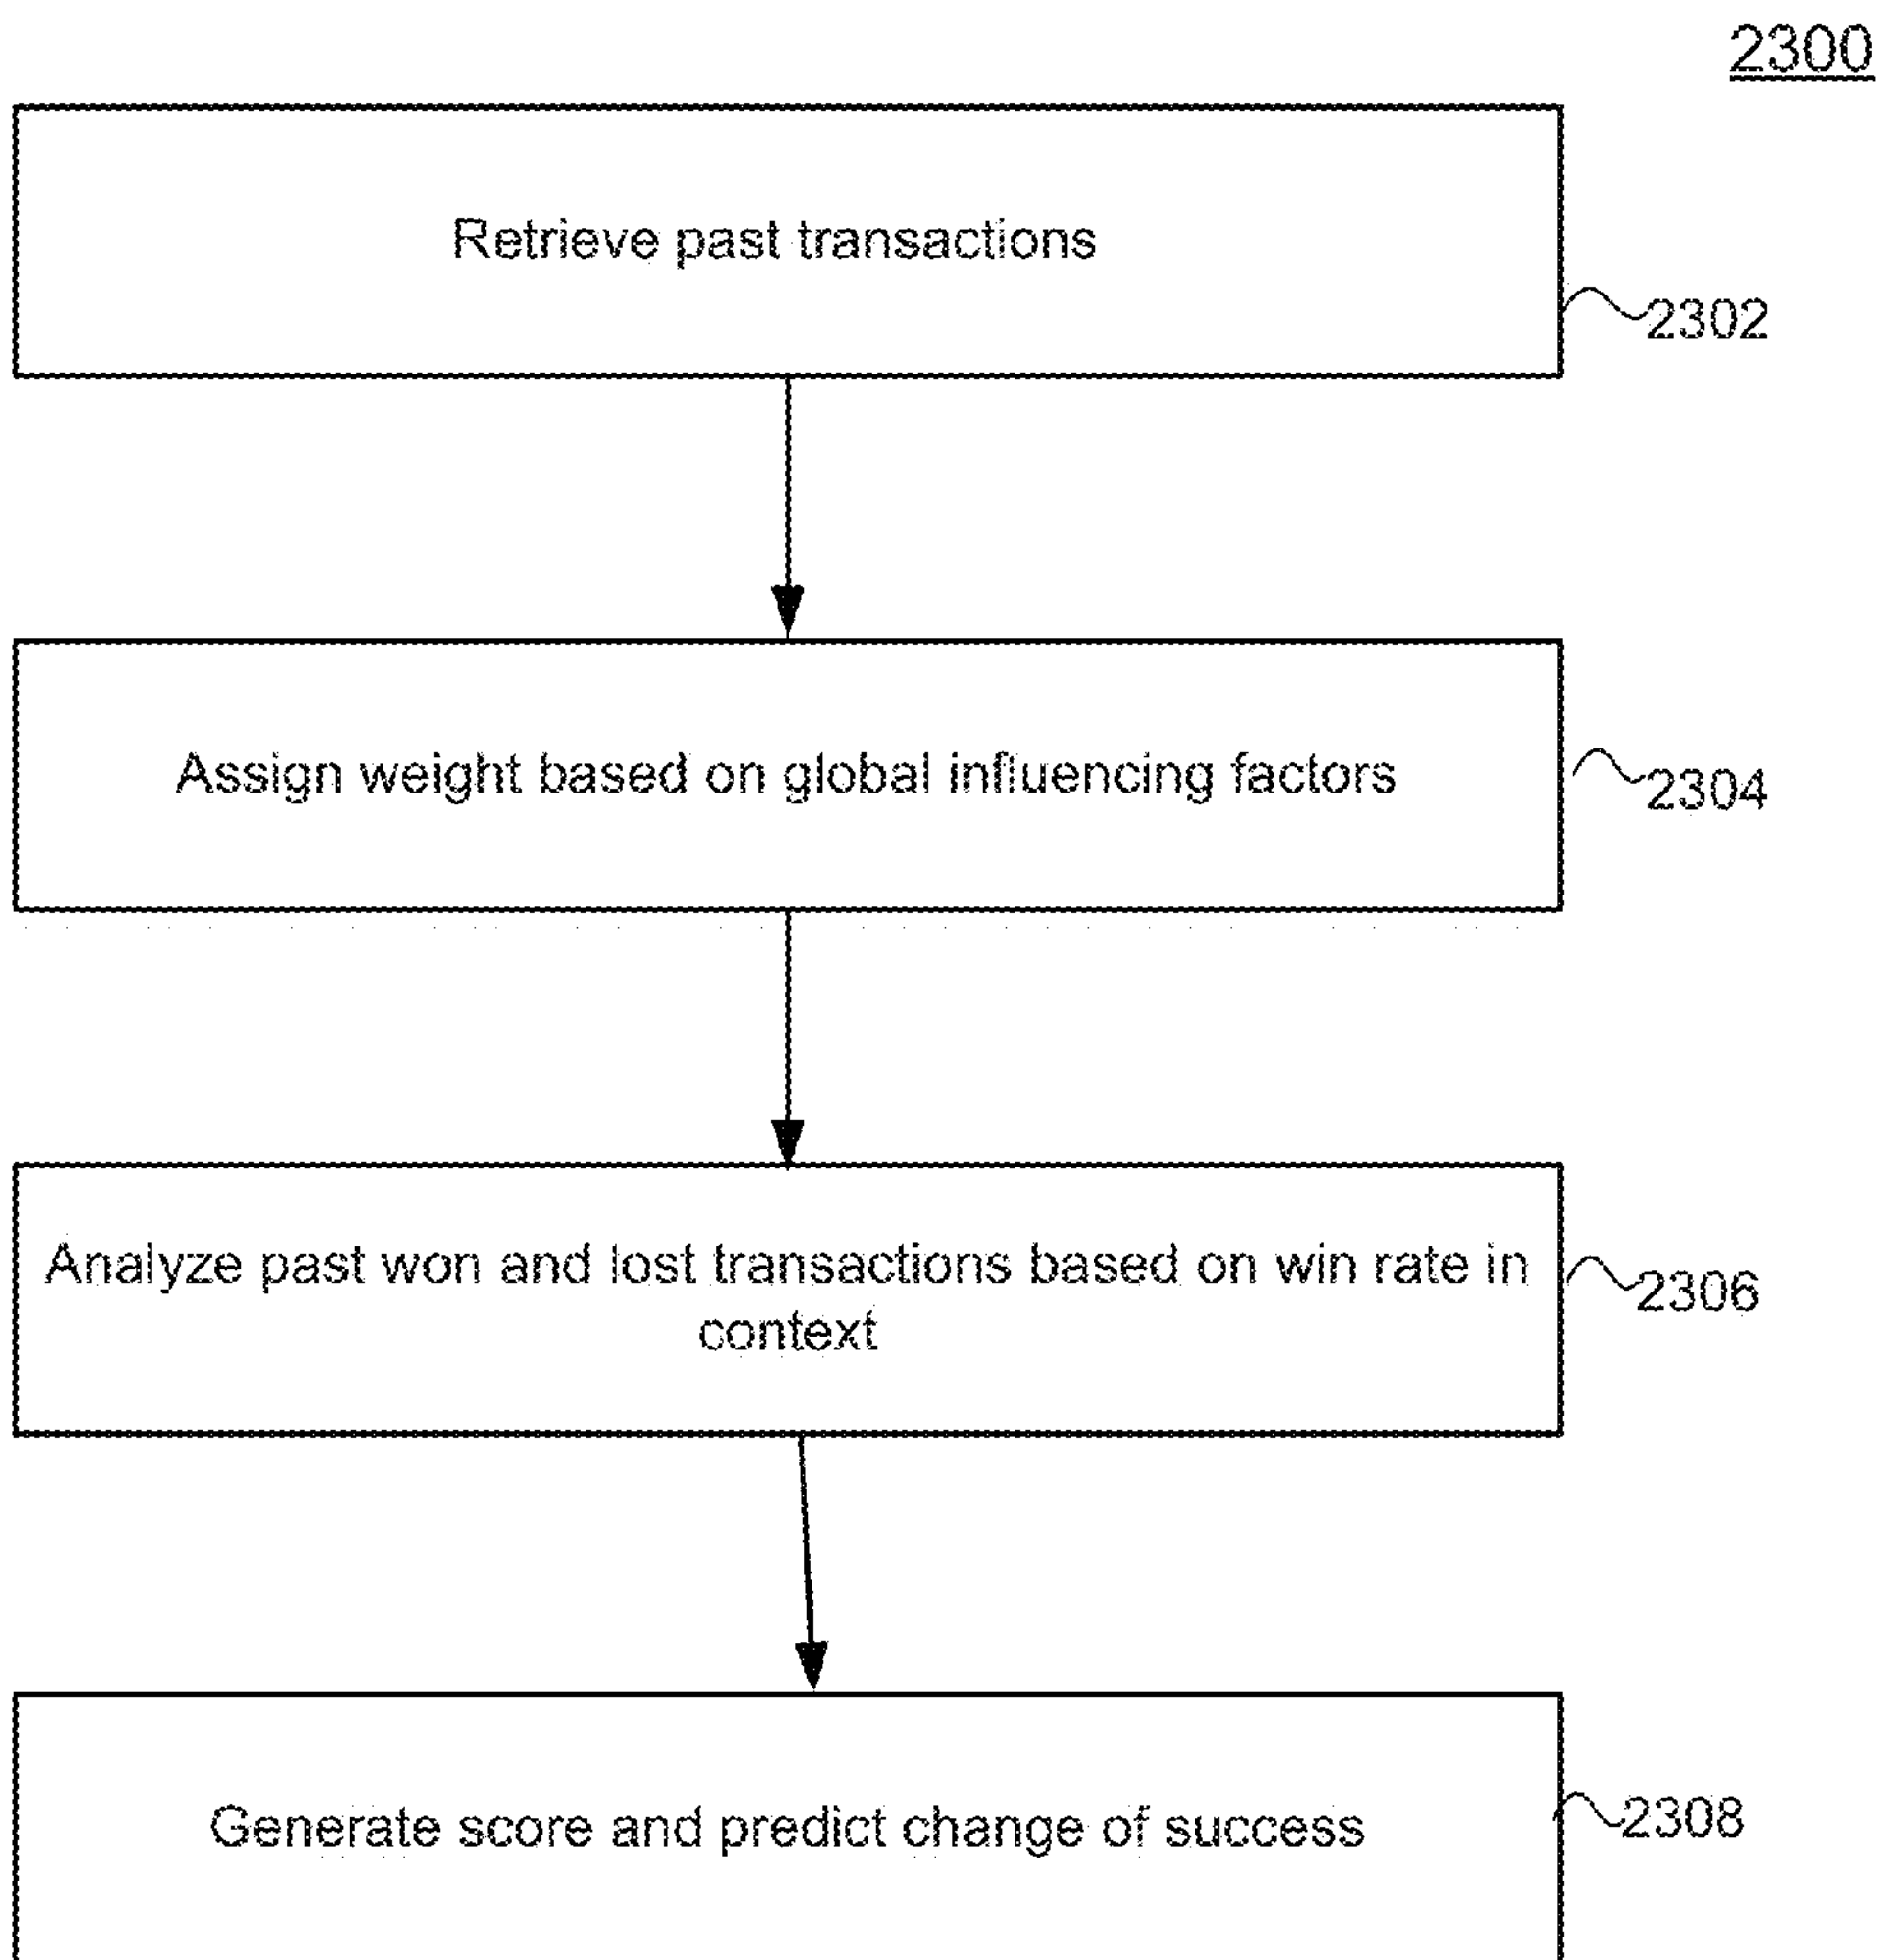 2300
Retrieve past transactions
2302
Assign weight based on global influencing factors
2304
Analyze past won and lost transactions based on win rate in
context
2306
Generate score and predict change of success
2308